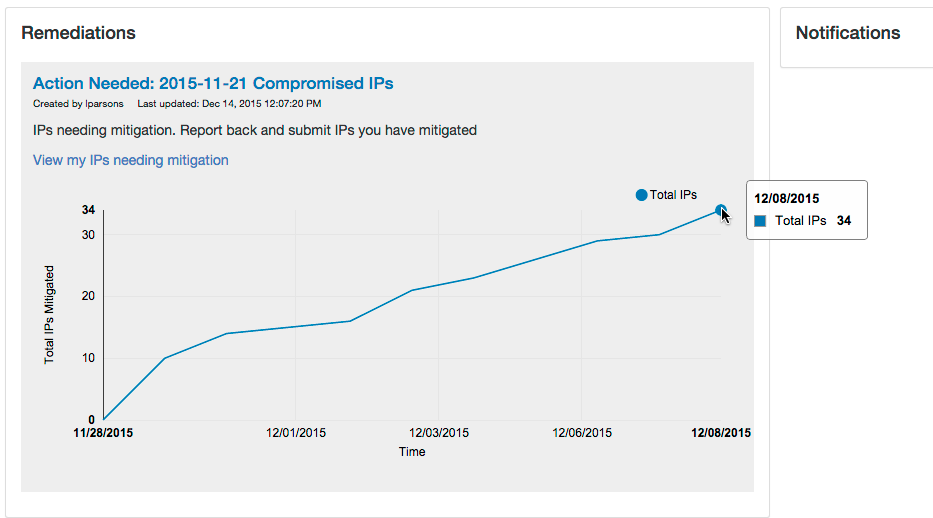 Remediations
Notifications
Action Needed: 2015-11-21 Compromised IPs
Created by lparsons Last updated: Dec 14, 2015 12:07:20 PM
IPs needing mitigation. Report back and submit IPs you have mitigated
View my IPs needing mitigation
Total IPs
12/08/2015
Total IPs 34
34
30
20
10
0
Total IPs Mitigated
11/28/2015 12/01/2015 12/03/2015 12/06/2015 12/08/2015
Time